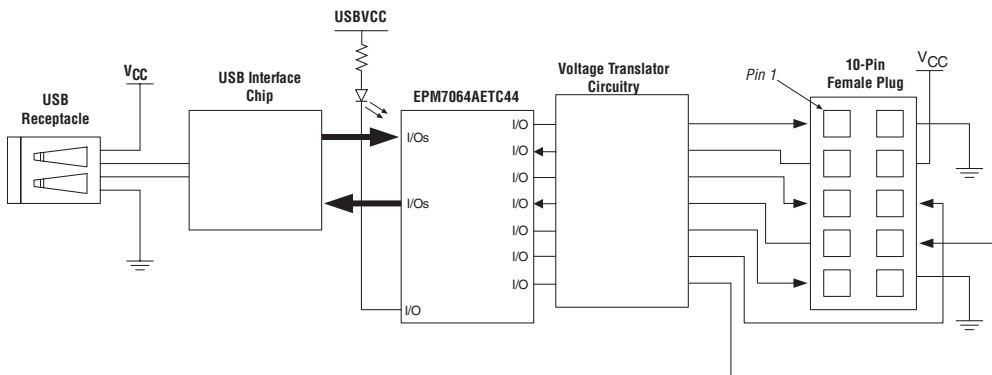 USBVCC
VCC
USB
Receptacle
USB Interface
Chip
EPM7064AETC44
I/Os
I/Os
I/O
I/O
I/O
I/O
I/O
I/O
I/O
I/O
Voltage Translator
Circuitry
Pin 1
10-Pin
Female Plug
VCC